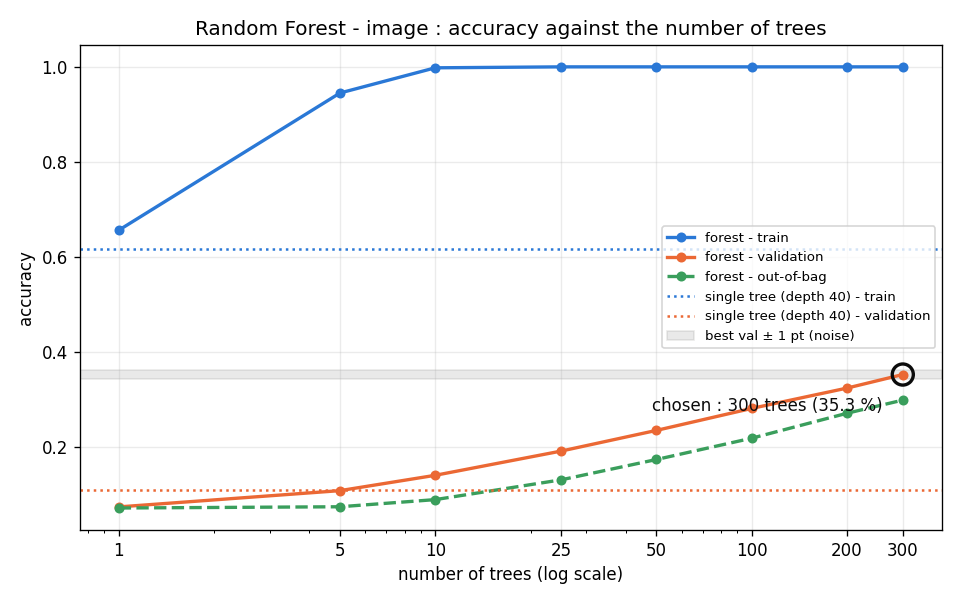 Random Forest - image : accuracy against the number of trees
accuracy
1.0
0.8
0.6
0.4
0.2
forest - train
forest - validation
forest - out-of-bag
single tree (depth 40) - train
single tree (depth 40) - validation
best val ± 1 pt (noise)
chosen : 300 trees (35.3 %)
1 5 10 25 50 100 200 300
number of trees (log scale)